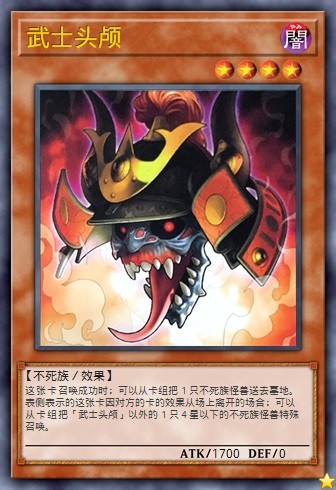 武士头颅
闇
【不死族／效果】
这张卡召唤成功时：可以从卡组把１只不死族怪兽送去墓地。
表侧表示的这张卡因对方的卡的效果从场上离开的场合：可以
从卡组把「武士头颅」以外的１只４星以下的不死族怪兽特殊
召唤。
ATK/1700 DEF/0